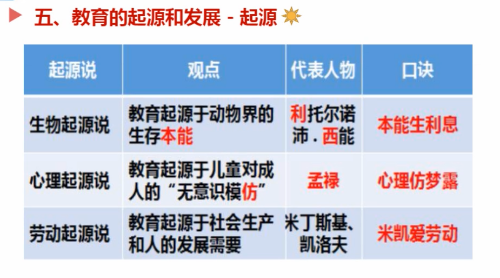 五、教育的起源和发展 - 起源
起源说 观点 代表人物 口诀
生物起源说 教育起源于动物界的生存本能 利托尔诺 沛.西能 本能生利息
心理起源说 教育起源于儿童对成人的“无意识模仿” 孟禄 心理仿梦露
劳动起源说 教育起源于社会生产和人的发展需要 米丁斯基、凯洛夫 米凯爱劳动